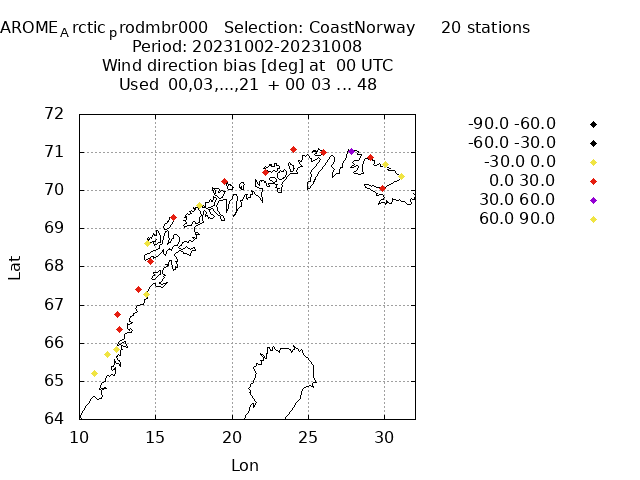 AROME_Arctic_prodmbr000 Selection: CoastNorway 20 stations
Period: 20231002-20231008
Wind direction bias [deg] at 00 UTC
Used 00,03,...,21 + 00 03 ... 48
72
71
70
69
68
67
66
65
64
10 15 20 25 30
Lat
Lon
-90.0 -60.0
-60.0 -30.0
-30.0 0.0
0.0 30.0
30.0 60.0
60.0 90.0